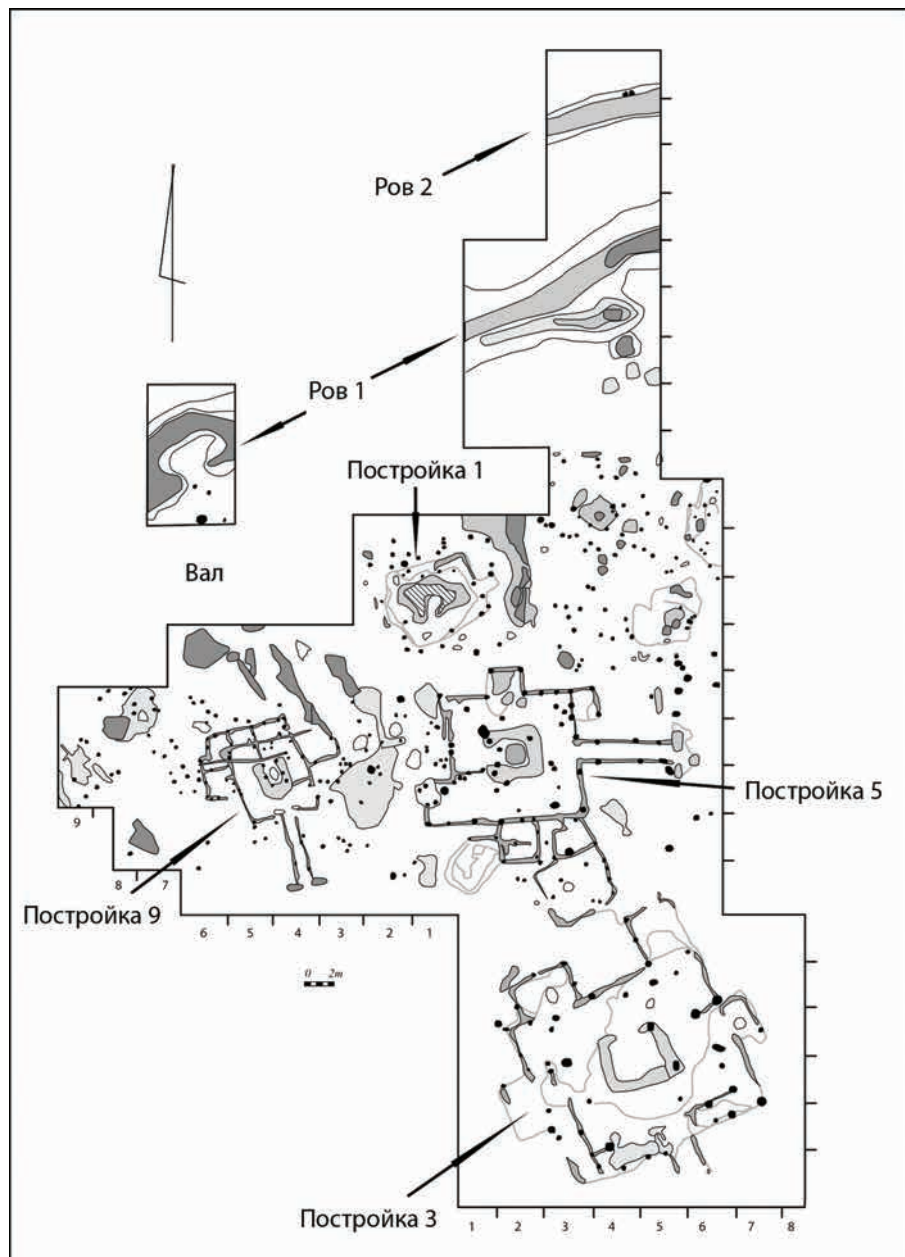 Ров 2
Ров 1
Постройка 1
Вал
Постройка 5
9
8 7
Постройка 9
6 5 4 3 2 1
0 2м
Постройка 3
1 2 3 4 5 6 7 8